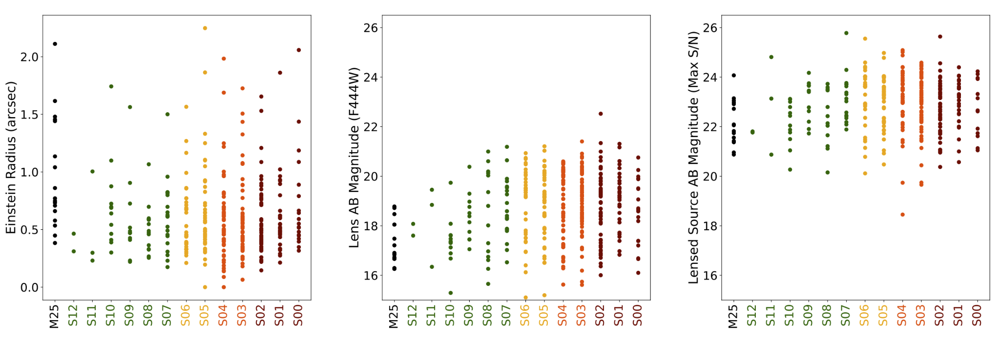 Einstein Radius (arcsec)
2.0
1.5
1.0
0.5
0.0
M25 S12 S11 S10 S09 S08 S07 S06 S05 S04 S03 S02 S01 S00
Lens AB Magnitude (F444W)
26
24
22
20
18
16
M25 S12 S11 S10 S09 S08 S07 S06 S05 S04 S03 S02 S01 S00
Lensed Source AB Magnitude (Max S/N)
26
24
22
20
18
16
M25 S12 S11 S10 S09 S08 S07 S06 S05 S04 S03 S02 S01 S00